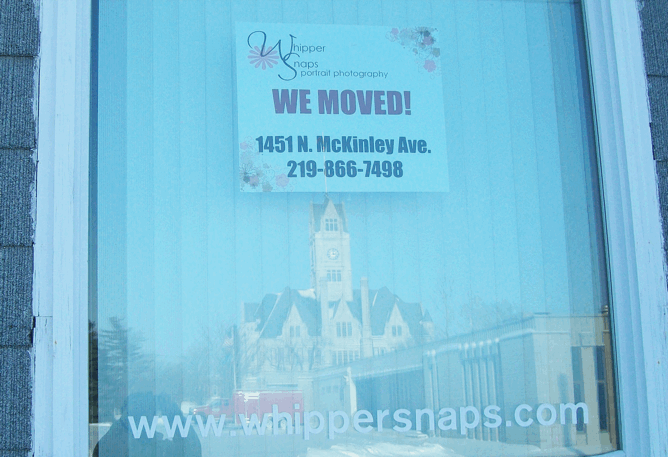 Whipper
Snaps
portrait photography
WE MOVED!
1451 N. McKinley Ave.
219-866-7498
www.whippersnaps.com